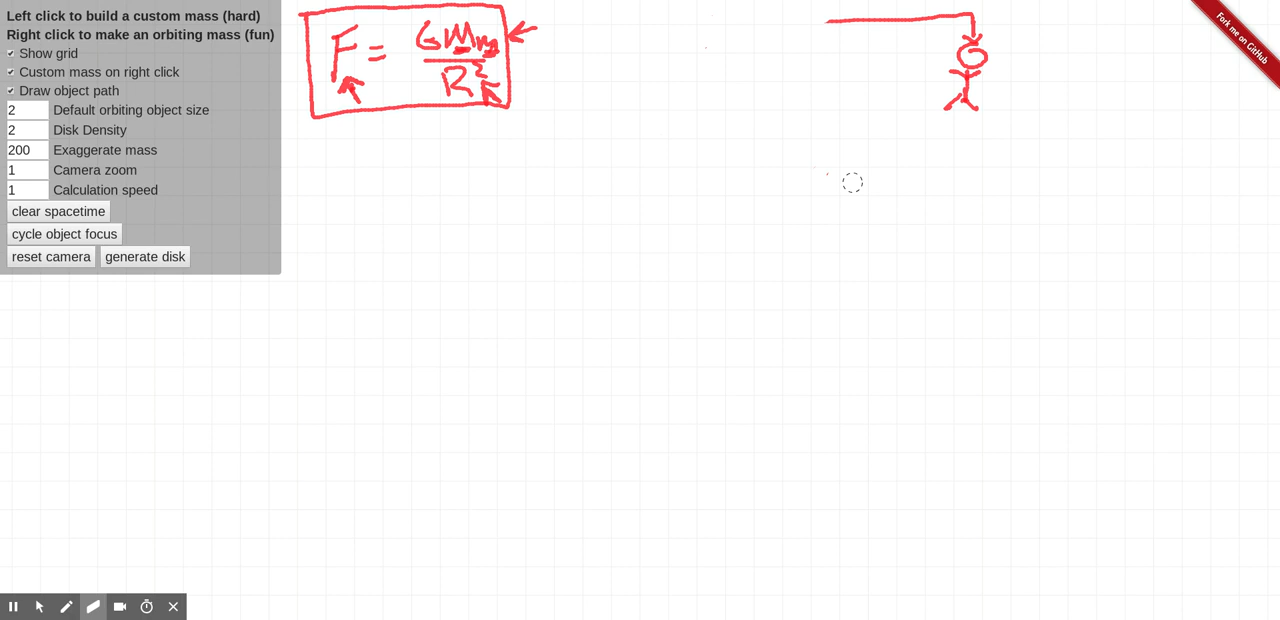 Left click to build a custom mass (hard)
Right click to make an orbiting mass (fun)
Show grid
Custom mass on right click
Draw object path
2 Default orbiting object size
2 Disk Density
200 Exaggerate mass
1 Camera zoom
1 Calculation speed
clear spacetime
cycle object focus
reset camera generate disk
F = GMm
R²
Fork me on GitHub